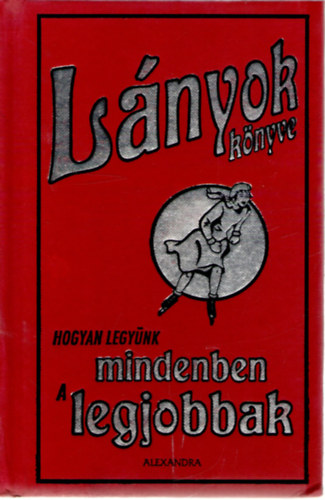 Lányok
könyve
HOGYAN LEGYÜNK
mindenben
A legjobbak
ALEXANDRA